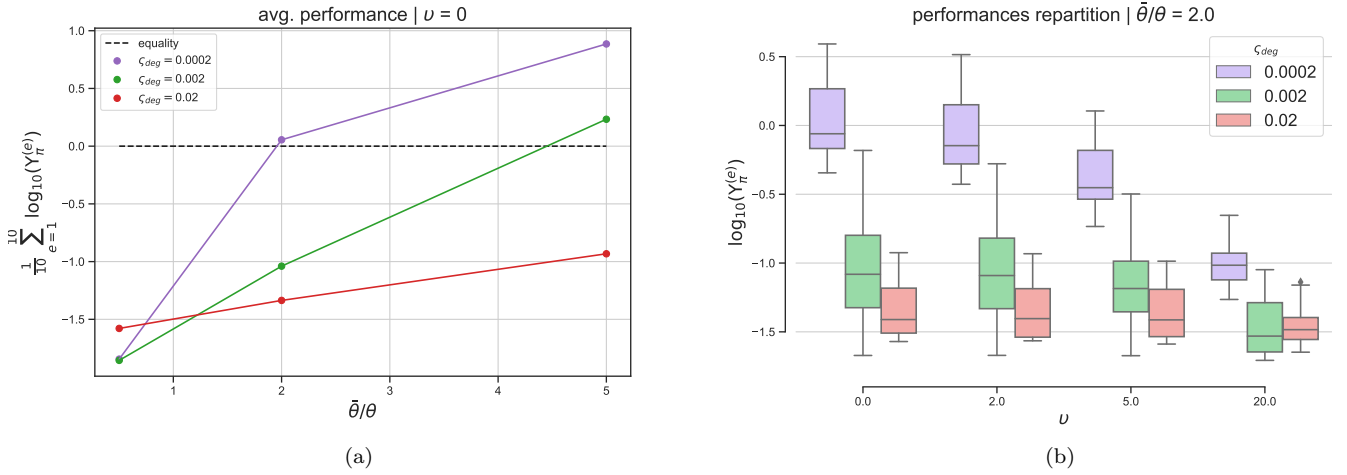 avg. performance | υ = 0
1.0
0.5
0.0
−0.5
−1.0
−1.5
1
2
3
4
5
equality
ς_deg = 0.0002
ς_deg = 0.002
ς_deg = 0.02
1/10 ∑_{e=1}^{10} log₁₀(Υ_π^{(e)})
θ̄/θ
(a)
performances repartition | θ̄/θ = 2.0
0.5
0.0
−0.5
−1.0
−1.5
0.0
2.0
5.0
20.0
ς_deg
0.0002
0.002
0.02
log₁₀(Υ_π^{(e)})
υ
(b)